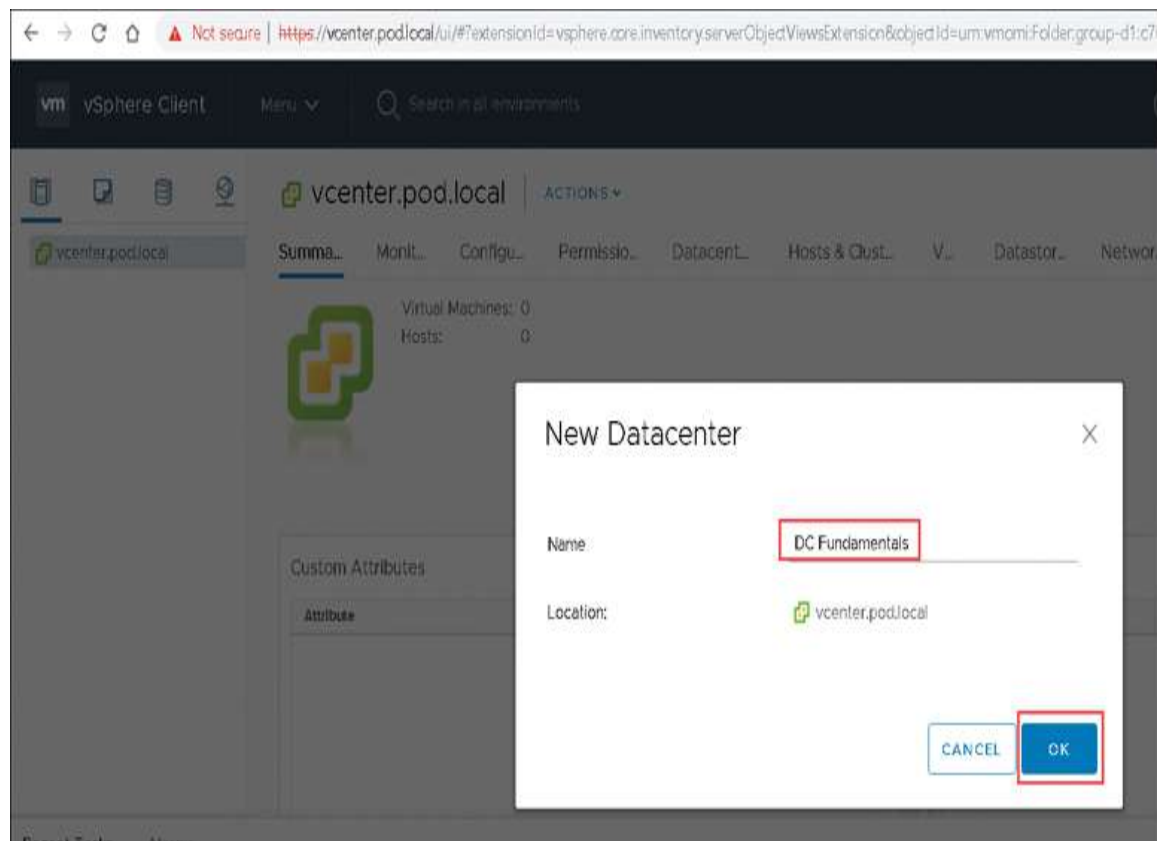 Not secure | https://vcenter.pod.local/ui/#?extensionId=vsphere.core.inventory.serverObjectViewsExtension&objectId=urn:vmomi:Folder:group-d1:c7
vm vSphere Client Menu Search in all environments
vcenter.pod.local ACTIONS
vcenter.pod.local
Summa... Monit... Configu... Permissio... Datacent... Hosts & Clust... V... Datastor... Networ
Virtual Machines: 0
Hosts: 0
New Datacenter
Name DC Fundamentals
Custom Attributes
Attribute
Location: vcenter.pod.local
CANCEL OK